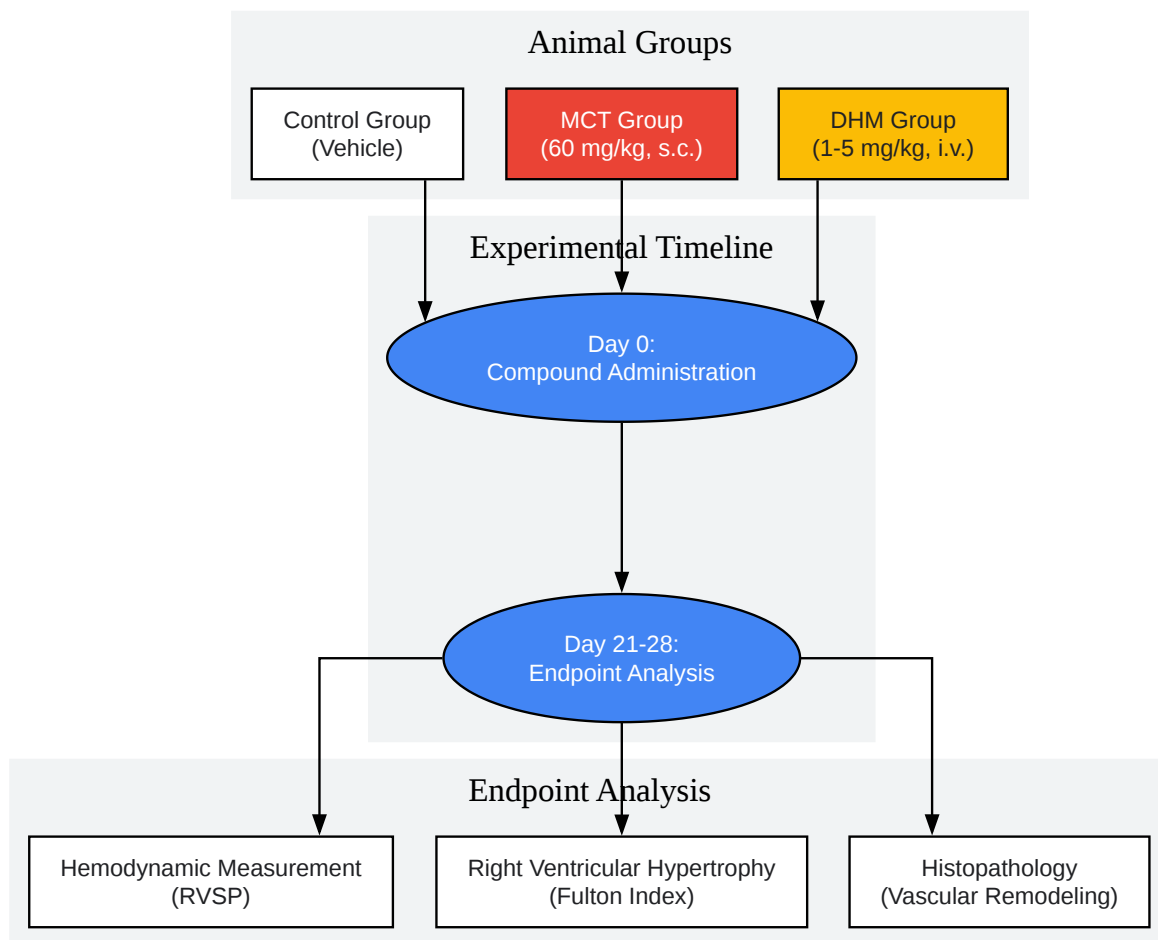 Animal Groups
Control Group
(Vehicle)
MCT Group
(60 mg/kg, s.c.)
DHM Group
(1-5 mg/kg, i.v.)
Experimental Timeline
Day 0:
Compound Administration
Day 21-28:
Endpoint Analysis
Endpoint Analysis
Hemodynamic Measurement
(RVSP)
Right Ventricular Hypertrophy
(Fulton Index)
Histopathology
(Vascular Remodeling)